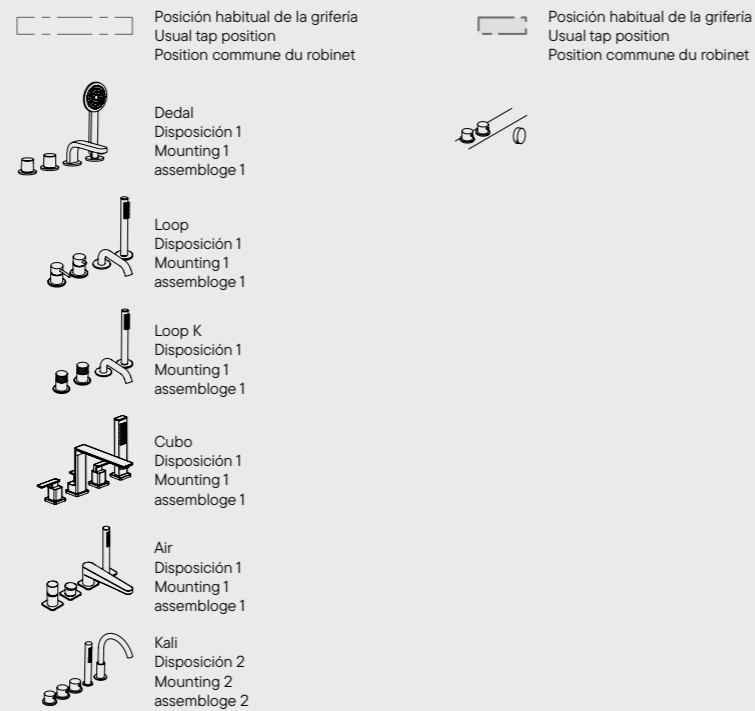 Posición habitual de la grifería
Usual tap position
Position commune du robinet
Posición habitual de la grifería
Usual tap position
Position commune du robinet
Dedal
Disposición 1
Mounting 1
assembloge 1
Loop
Disposición 1
Mounting 1
assembloge 1
Loop K
Disposición 1
Mounting 1
assembloge 1
Cubo
Disposición 1
Mounting 1
assembloge 1
Air
Disposición 1
Mounting 1
assembloge 1
Kali
Disposición 2
Mounting 2
assembloge 2